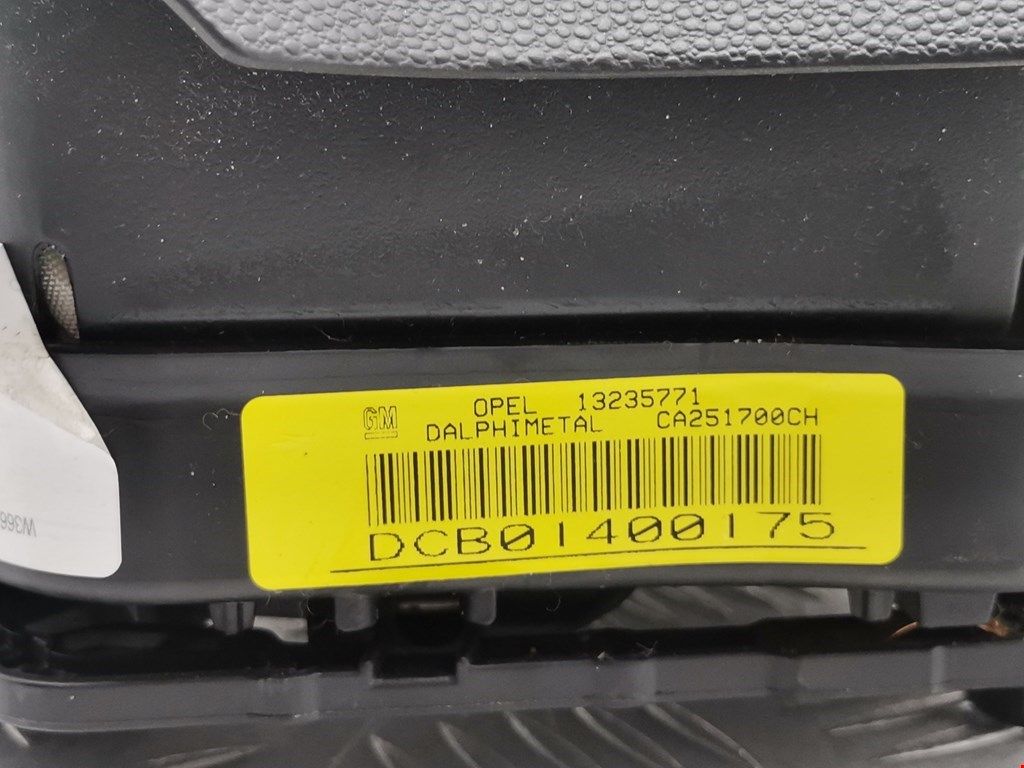 GM
OPEL 13235771
DALPHIMETAL CA251700CH
DCB01400175